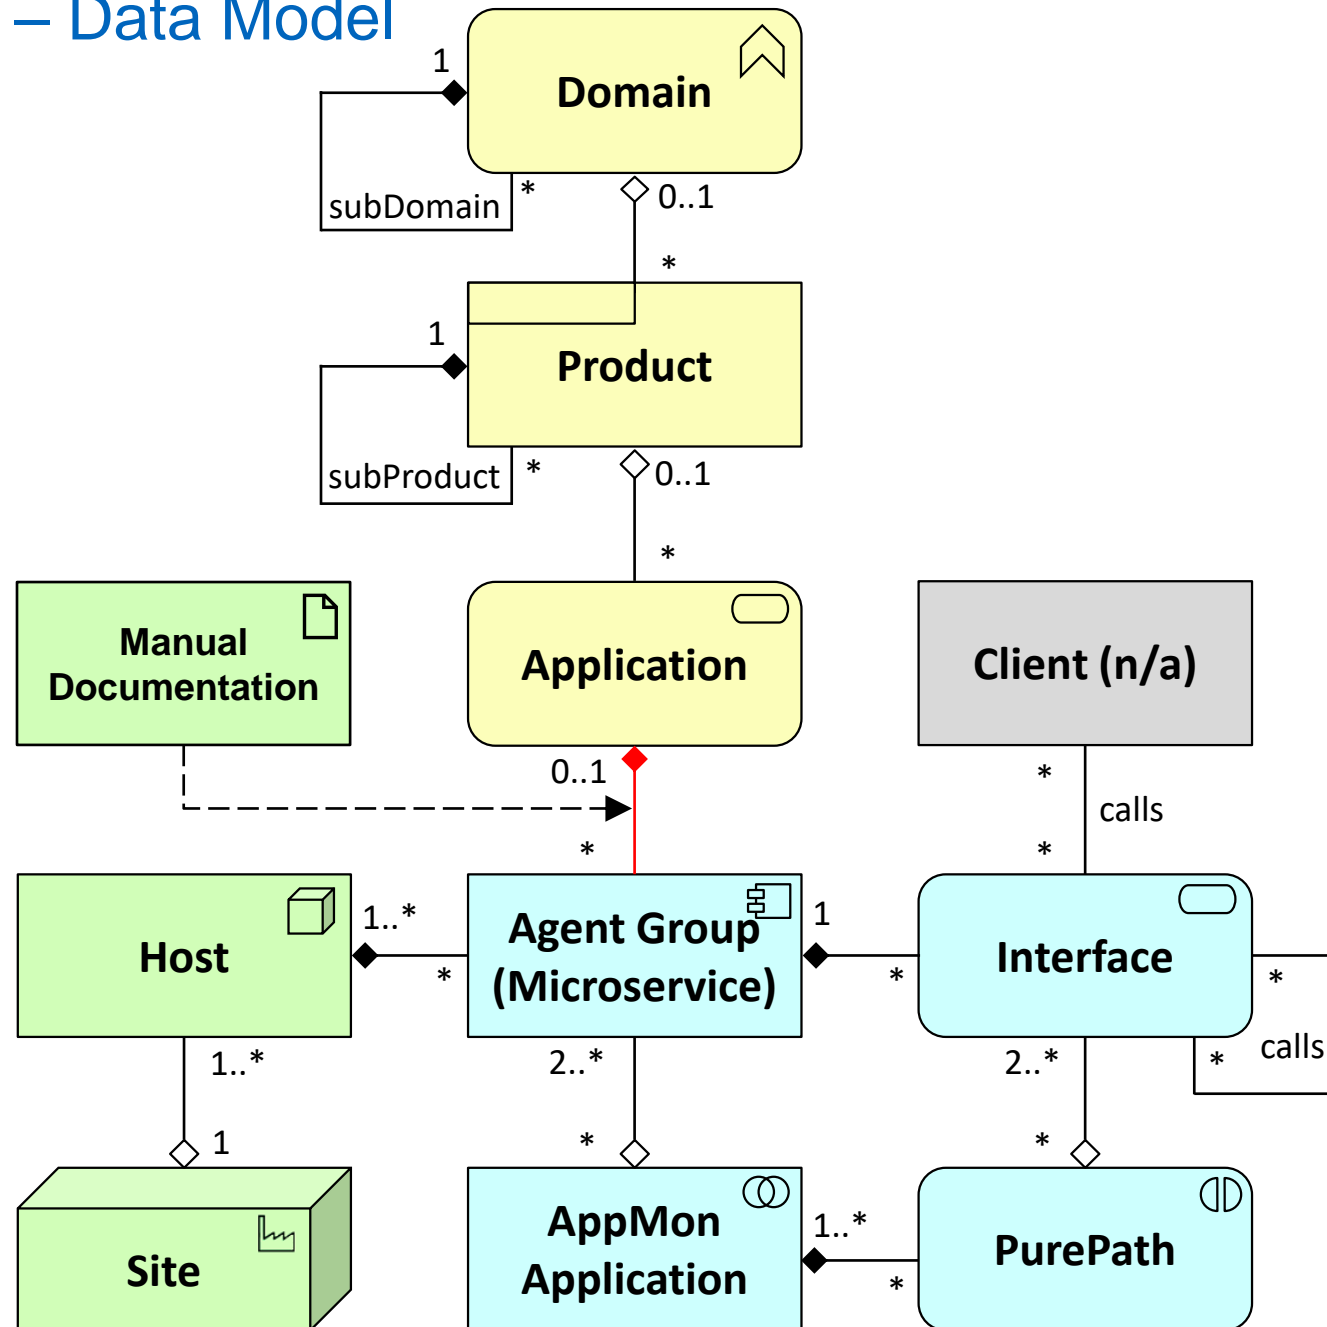 – Data Model
1
Domain
subDomain
*
0..1
*
1
Product
subProduct
*
0..1
*
Manual
Documentation
Application
Client (n/a)
0..1
*
calls
*
*
Host
1..*
*
Agent Group
(Microservice)
1
*
Interface
*
calls
*
1..*
2..*
2..*
1
*
*
Site
AppMon
Application
1..*
*
PurePath